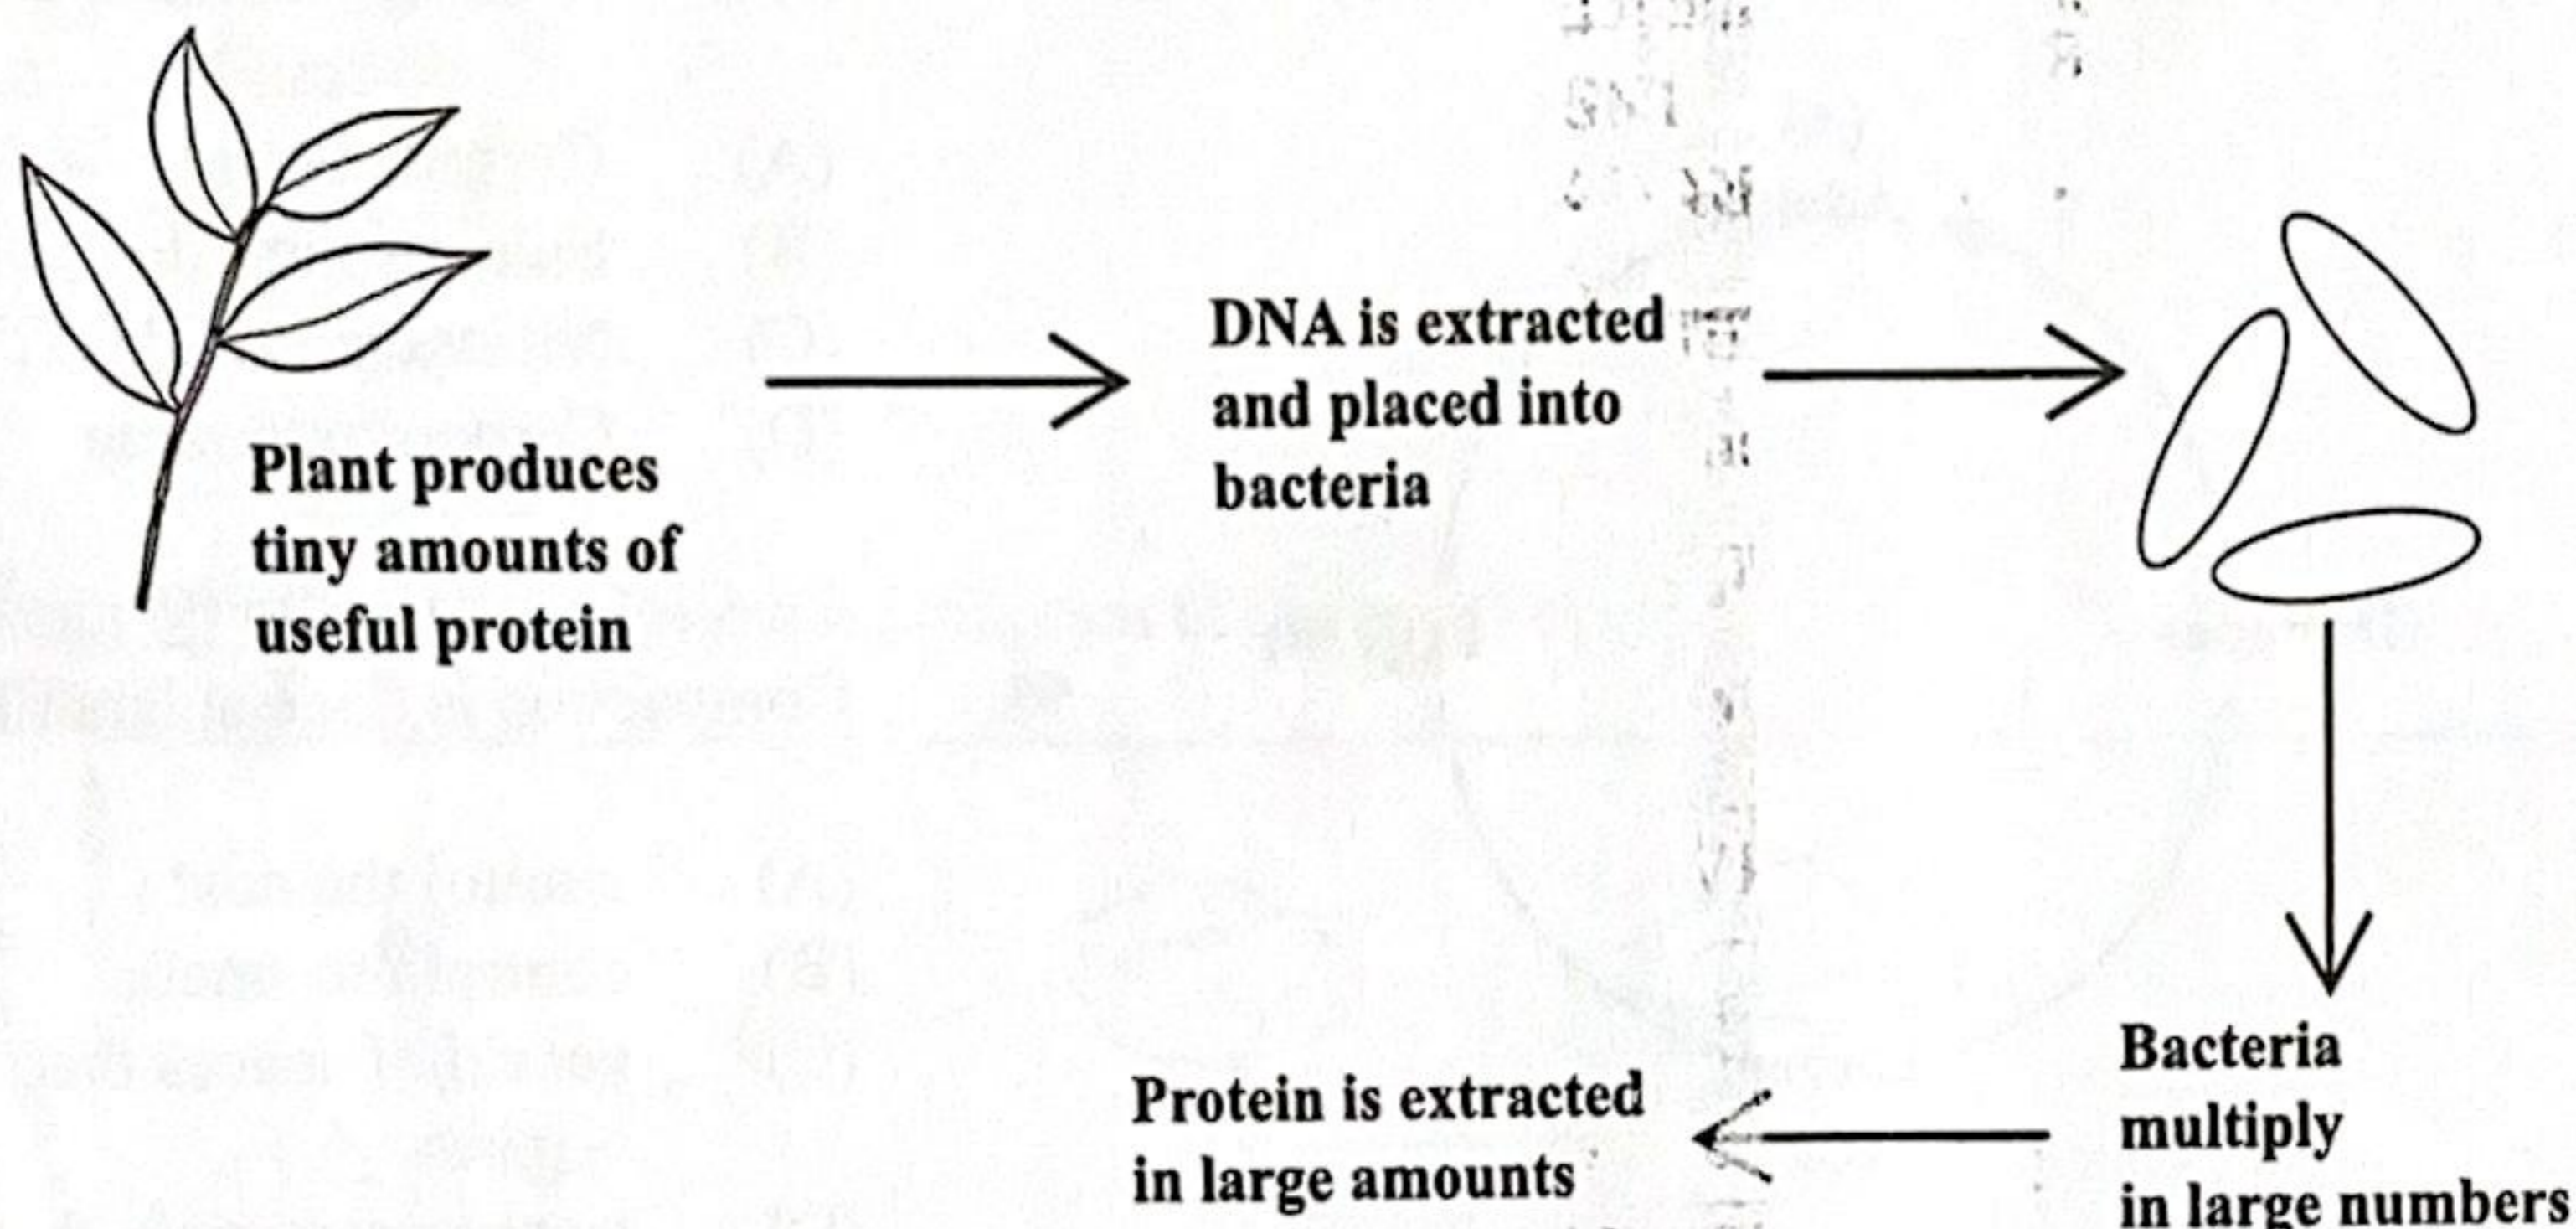 Plant produces
tiny amounts of
useful protein
DNA is extracted
and placed into
bacteria
Bacteria
multiply
in large numbers
Protein is extracted
in large amounts